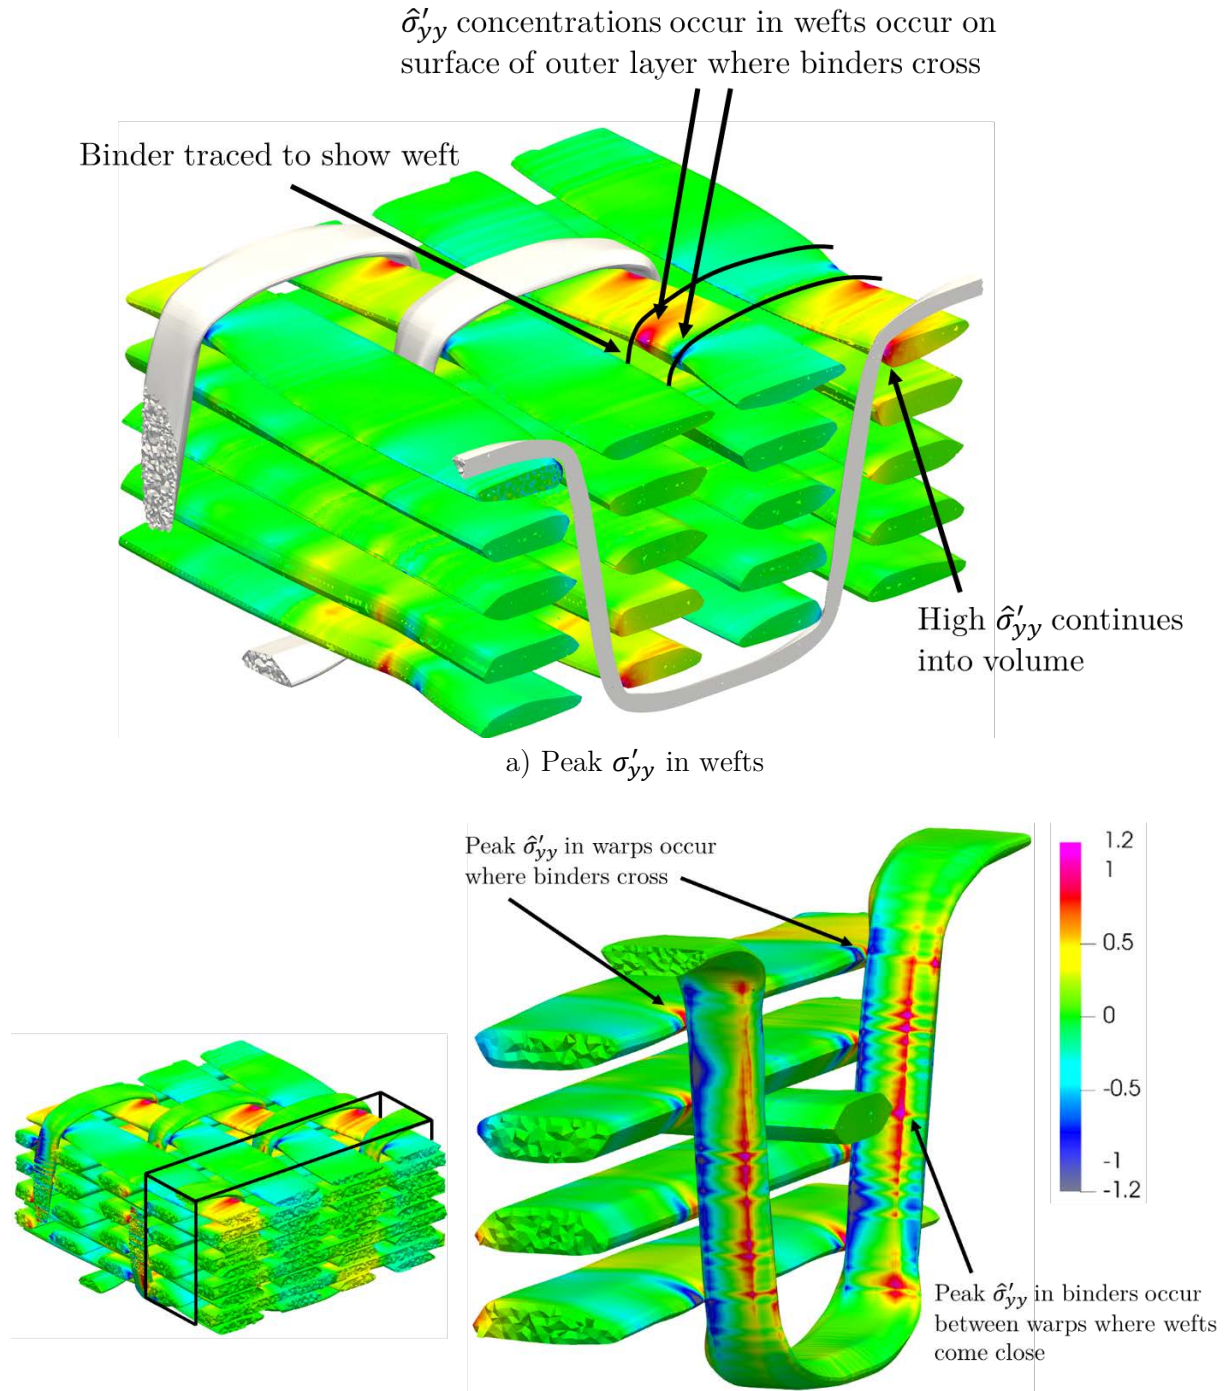 σ̂′yy concentrations occur in wefts occur on
surface of outer layer where binders cross
Binder traced to show weft
High σ̂′yy continues
into volume
a) Peak σ′yy in wefts
Peak σ̂′yy in warps occur
where binders cross
1.2
1
0.5
0
-0.5
-1
-1.2
Peak σ̂′yy in binders occur
between warps where wefts
come close